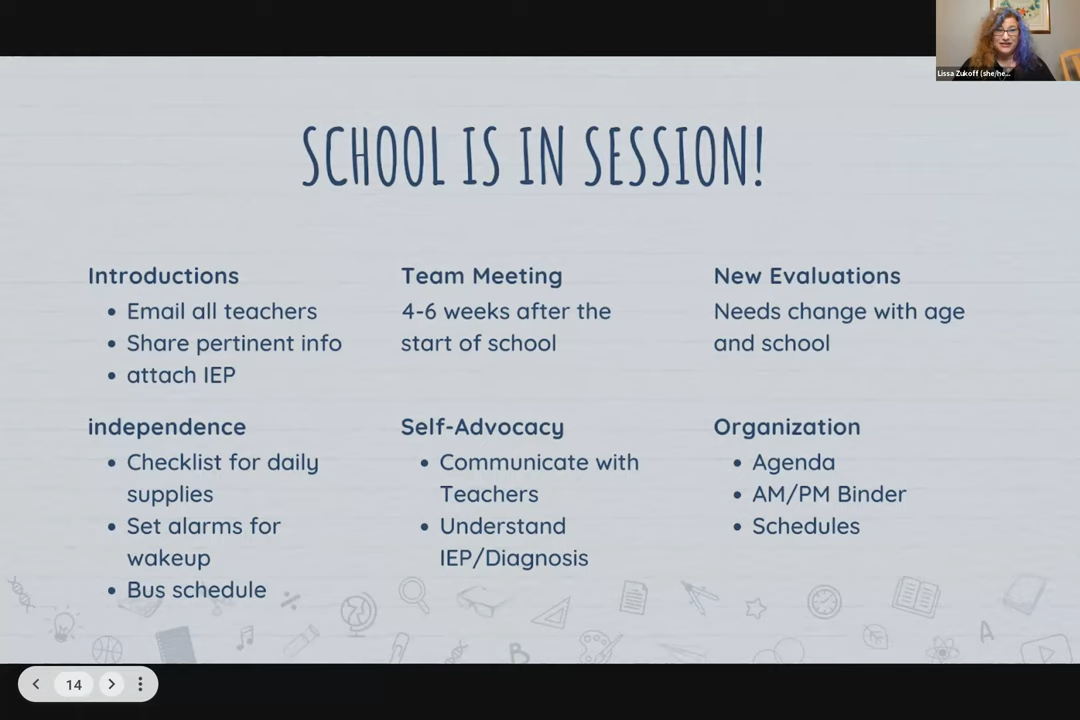 Lissa Zukoff (she/he...
SCHOOL IS IN SESSION!
Introductions
Email all teachers
Share pertinent info
attach IEP
Team Meeting
4-6 weeks after the
start of school
New Evaluations
Needs change with age
and school
independence
Checklist for daily
supplies
Set alarms for
wakeup
Bus schedule
Self-Advocacy
Communicate with
Teachers
Understand
IEP/Diagnosis
Organization
Agenda
AM/PM Binder
Schedules
B
A
14